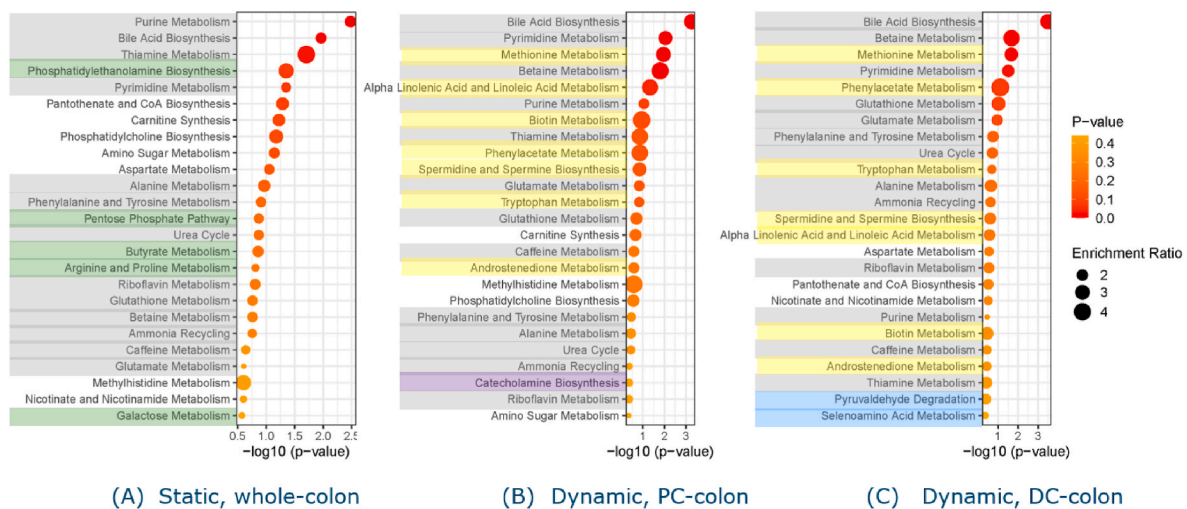 Purine Metabolism
Bile Acid Biosynthesis
Thiamine Metabolism
Phosphatidylethanolamine Biosynthesis
Pyrimidine Metabolism
Pantothenate and CoA Biosynthesis
Carnitine Synthesis
Phosphatidylcholine Biosynthesis
Amino Sugar Metabolism
Aspartate Metabolism
Alanine Metabolism
Phenylalanine and Tyrosine Metabolism
Pentose Phosphate Pathway
Urea Cycle
Butyrate Metabolism
Arginine and Proline Metabolism
Riboflavin Metabolism
Glutathione Metabolism
Betaine Metabolism
Ammonia Recycling
Caffeine Metabolism
Glutamate Metabolism
Methylhistidine Metabolism
Nicotinate and Nicotinamide Metabolism
Galactose Metabolism
0.5 1.0 1.5 2.0 2.5
−log10 (p−value)
(A) Static, whole-colon
Bile Acid Biosynthesis
Pyrimidine Metabolism
Methionine Metabolism
Betaine Metabolism
Alpha Linolenic Acid and Linoleic Acid Metabolism
Purine Metabolism
Biotin Metabolism
Thiamine Metabolism
Phenylacetate Metabolism
Spermidine and Spermine Biosynthesis
Glutamate Metabolism
Tryptophan Metabolism
Glutathione Metabolism
Carnitine Synthesis
Caffeine Metabolism
Androstenedione Metabolism
Methylhistidine Metabolism
Phosphatidylcholine Biosynthesis
Phenylalanine and Tyrosine Metabolism
Alanine Metabolism
Urea Cycle
Ammonia Recycling
Catecholamine Biosynthesis
Riboflavin Metabolism
Amino Sugar Metabolism
1 2 3
−log10 (p−value)
(B) Dynamic, PC-colon
Bile Acid Biosynthesis
Betaine Metabolism
Methionine Metabolism
Pyrimidine Metabolism
Phenylacetate Metabolism
Glutathione Metabolism
Glutamate Metabolism
Phenylalanine and Tyrosine Metabolism
Urea Cycle
Tryptophan Metabolism
Alanine Metabolism
Ammonia Recycling
Spermidine and Spermine Biosynthesis
Alpha Linolenic Acid and Linoleic Acid Metabolism
Aspartate Metabolism
Riboflavin Metabolism
Pantothenate and CoA Biosynthesis
Nicotinate and Nicotinamide Metabolism
Purine Metabolism
Biotin Metabolism
Caffeine Metabolism
Androstenedione Metabolism
Thiamine Metabolism
Pyruvaldehyde Degradation
Selenoamino Acid Metabolism
1 2 3
−log10 (p−value)
(C) Dynamic, DC-colon
P−value
0.4
0.3
0.2
0.1
0.0
Enrichment Ratio
2
3
4